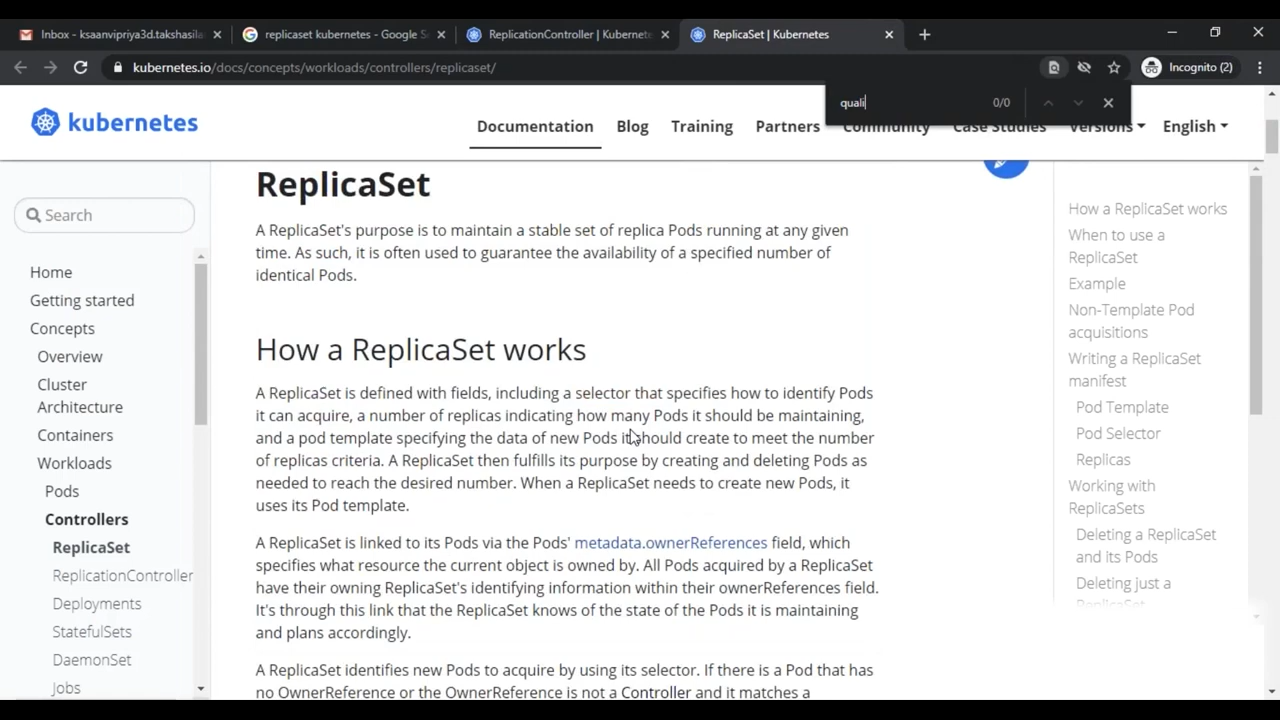 Inbox - ksaanvipriya3d.takshasila
replicaset kubernetes - Google Se
ReplicationController | Kubernete
ReplicaSet | Kubernetes
kubernetes.io/docs/concepts/workloads/controllers/replicaset/
Incognito (2)
quali
0/0
kubernetes
Documentation
Blog
Training
Partners
Community
Case Studies
Versions
English
Search
Home
Getting started
Concepts
Overview
Cluster
Architecture
Containers
Workloads
Pods
Controllers
ReplicaSet
ReplicationController
Deployments
StatefulSets
DaemonSet
Jobs
ReplicaSet
A ReplicaSet's purpose is to maintain a stable set of replica Pods running at any given
time. As such, it is often used to guarantee the availability of a specified number of
identical Pods.
How a ReplicaSet works
A ReplicaSet is defined with fields, including a selector that specifies how to identify Pods
it can acquire, a number of replicas indicating how many Pods it should be maintaining,
and a pod template specifying the data of new Pods it should create to meet the number
of replicas criteria. A ReplicaSet then fulfills its purpose by creating and deleting Pods as
needed to reach the desired number. When a ReplicaSet needs to create new Pods, it
uses its Pod template.
A ReplicaSet is linked to its Pods via the Pods' metadata.ownerReferences field, which
specifies what resource the current object is owned by. All Pods acquired by a ReplicaSet
have their owning ReplicaSet's identifying information within their ownerReferences field.
It's through this link that the ReplicaSet knows of the state of the Pods it is maintaining
and plans accordingly.
A ReplicaSet identifies new Pods to acquire by using its selector. If there is a Pod that has
no OwnerReference or the OwnerReference is not a Controller and it matches a
How a ReplicaSet works
When to use a
ReplicaSet
Example
Non-Template Pod
acquisitions
Writing a ReplicaSet
manifest
Pod Template
Pod Selector
Replicas
Working with
ReplicaSets
Deleting a ReplicaSet
and its Pods
Deleting just a
ReplicaSet